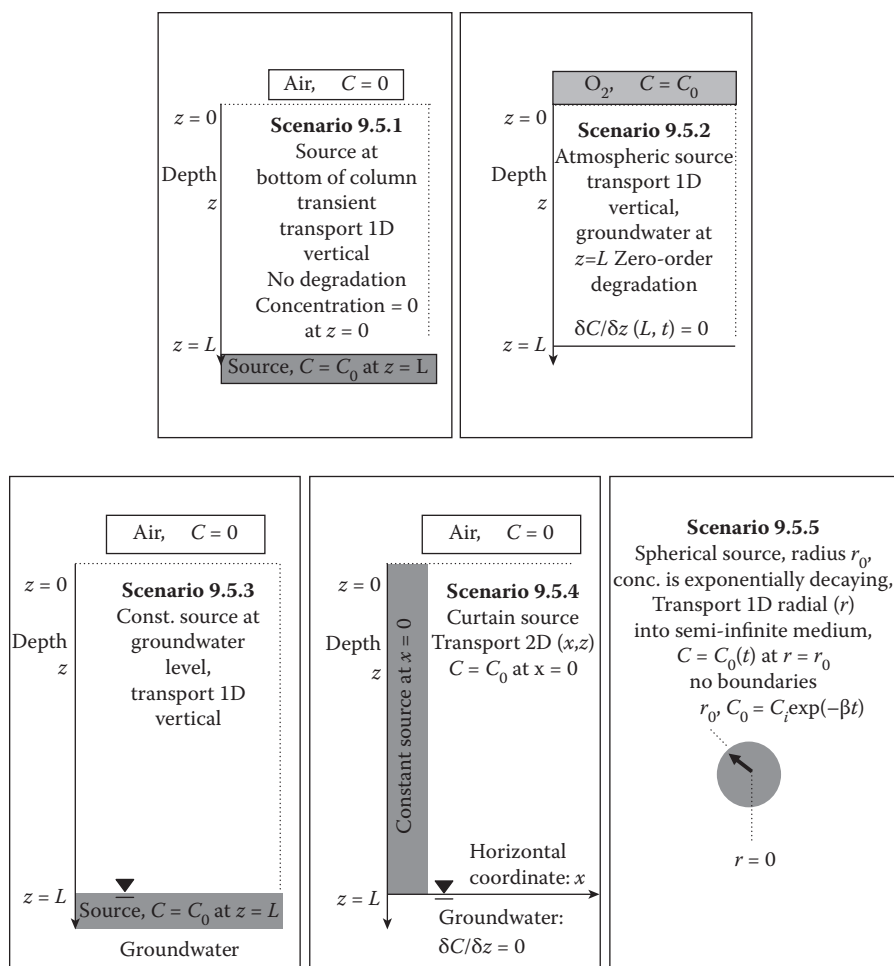 Air, C = 0
z = 0
Scenario 9.5.1
Depth
z
Source at
bottom of column
transient
transport 1D
vertical
No degradation
Concentration = 0
at z = 0
z = L
Source, C = C₀ at z = L
O₂, C = C₀
z = 0
Scenario 9.5.2
Depth
z
Atmospheric source
transport 1D
vertical,
groundwater at
z=L Zero-order
degradation
δC/δz (L, t) = 0
z = L
Air, C = 0
z = 0
Scenario 9.5.3
Depth
z
Const. source at
groundwater
level,
transport 1D
vertical
z = L
Source, C = C₀ at z = L
Groundwater
Air, C = 0
z = 0
Scenario 9.5.4
Depth
z
Curtain source
Transport 2D (x,z)
C = C₀ at x = 0
Constant source at x = 0
Horizontal
coordinate: x
z = L
Groundwater:
δC/δz = 0
Scenario 9.5.5
Spherical source, radius r₀,
conc. is exponentially decaying,
Transport 1D radial (r)
into semi-infinite medium,
C = C₀(t) at r = r₀
no boundaries
r₀, C₀ = Cᵢexp(−βt)
r = 0